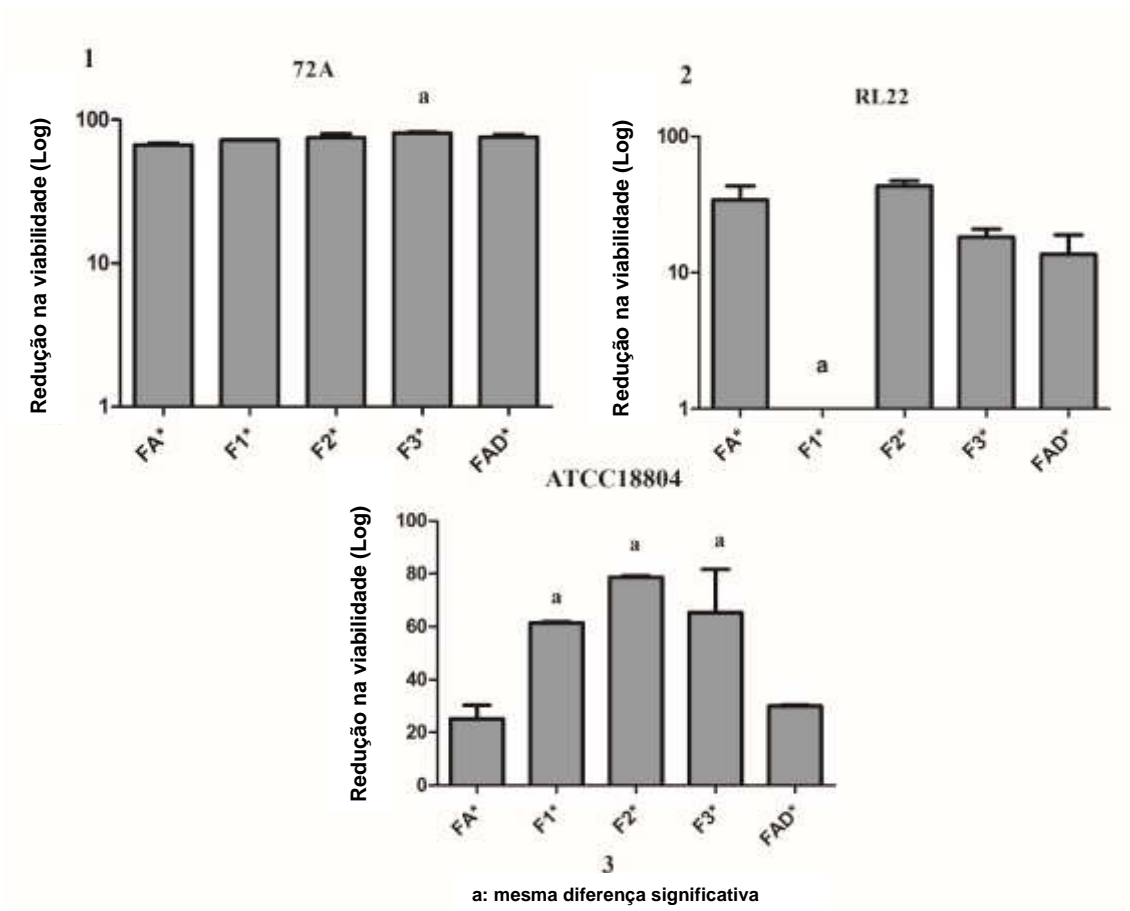 1
72A
a
Redução na viabilidade (Log)
100
10
1
FA* F1* F2* F3* FAD*
2
RL22
Redução na viabilidade (Log)
100
10
1
a
FA* F1* F2* F3* FAD*
ATCC18804
Redução na viabilidade (Log)
100
80
60
40
20
0
a a a
FA* F1* F2* F3* FAD*
3
a: mesma diferença significativa